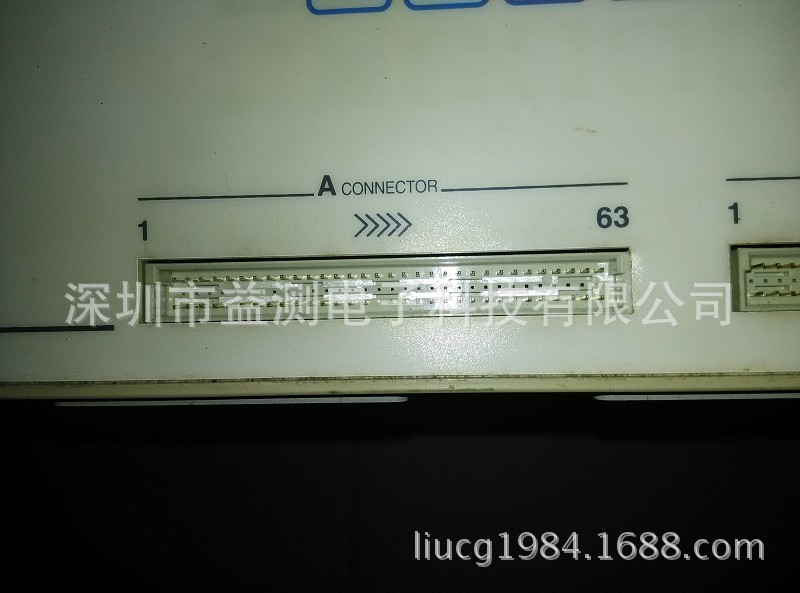 A CONNECTOR
1 >>>>> 63
1
深圳市益测电子科技有限公司
liucg1984.1688.com